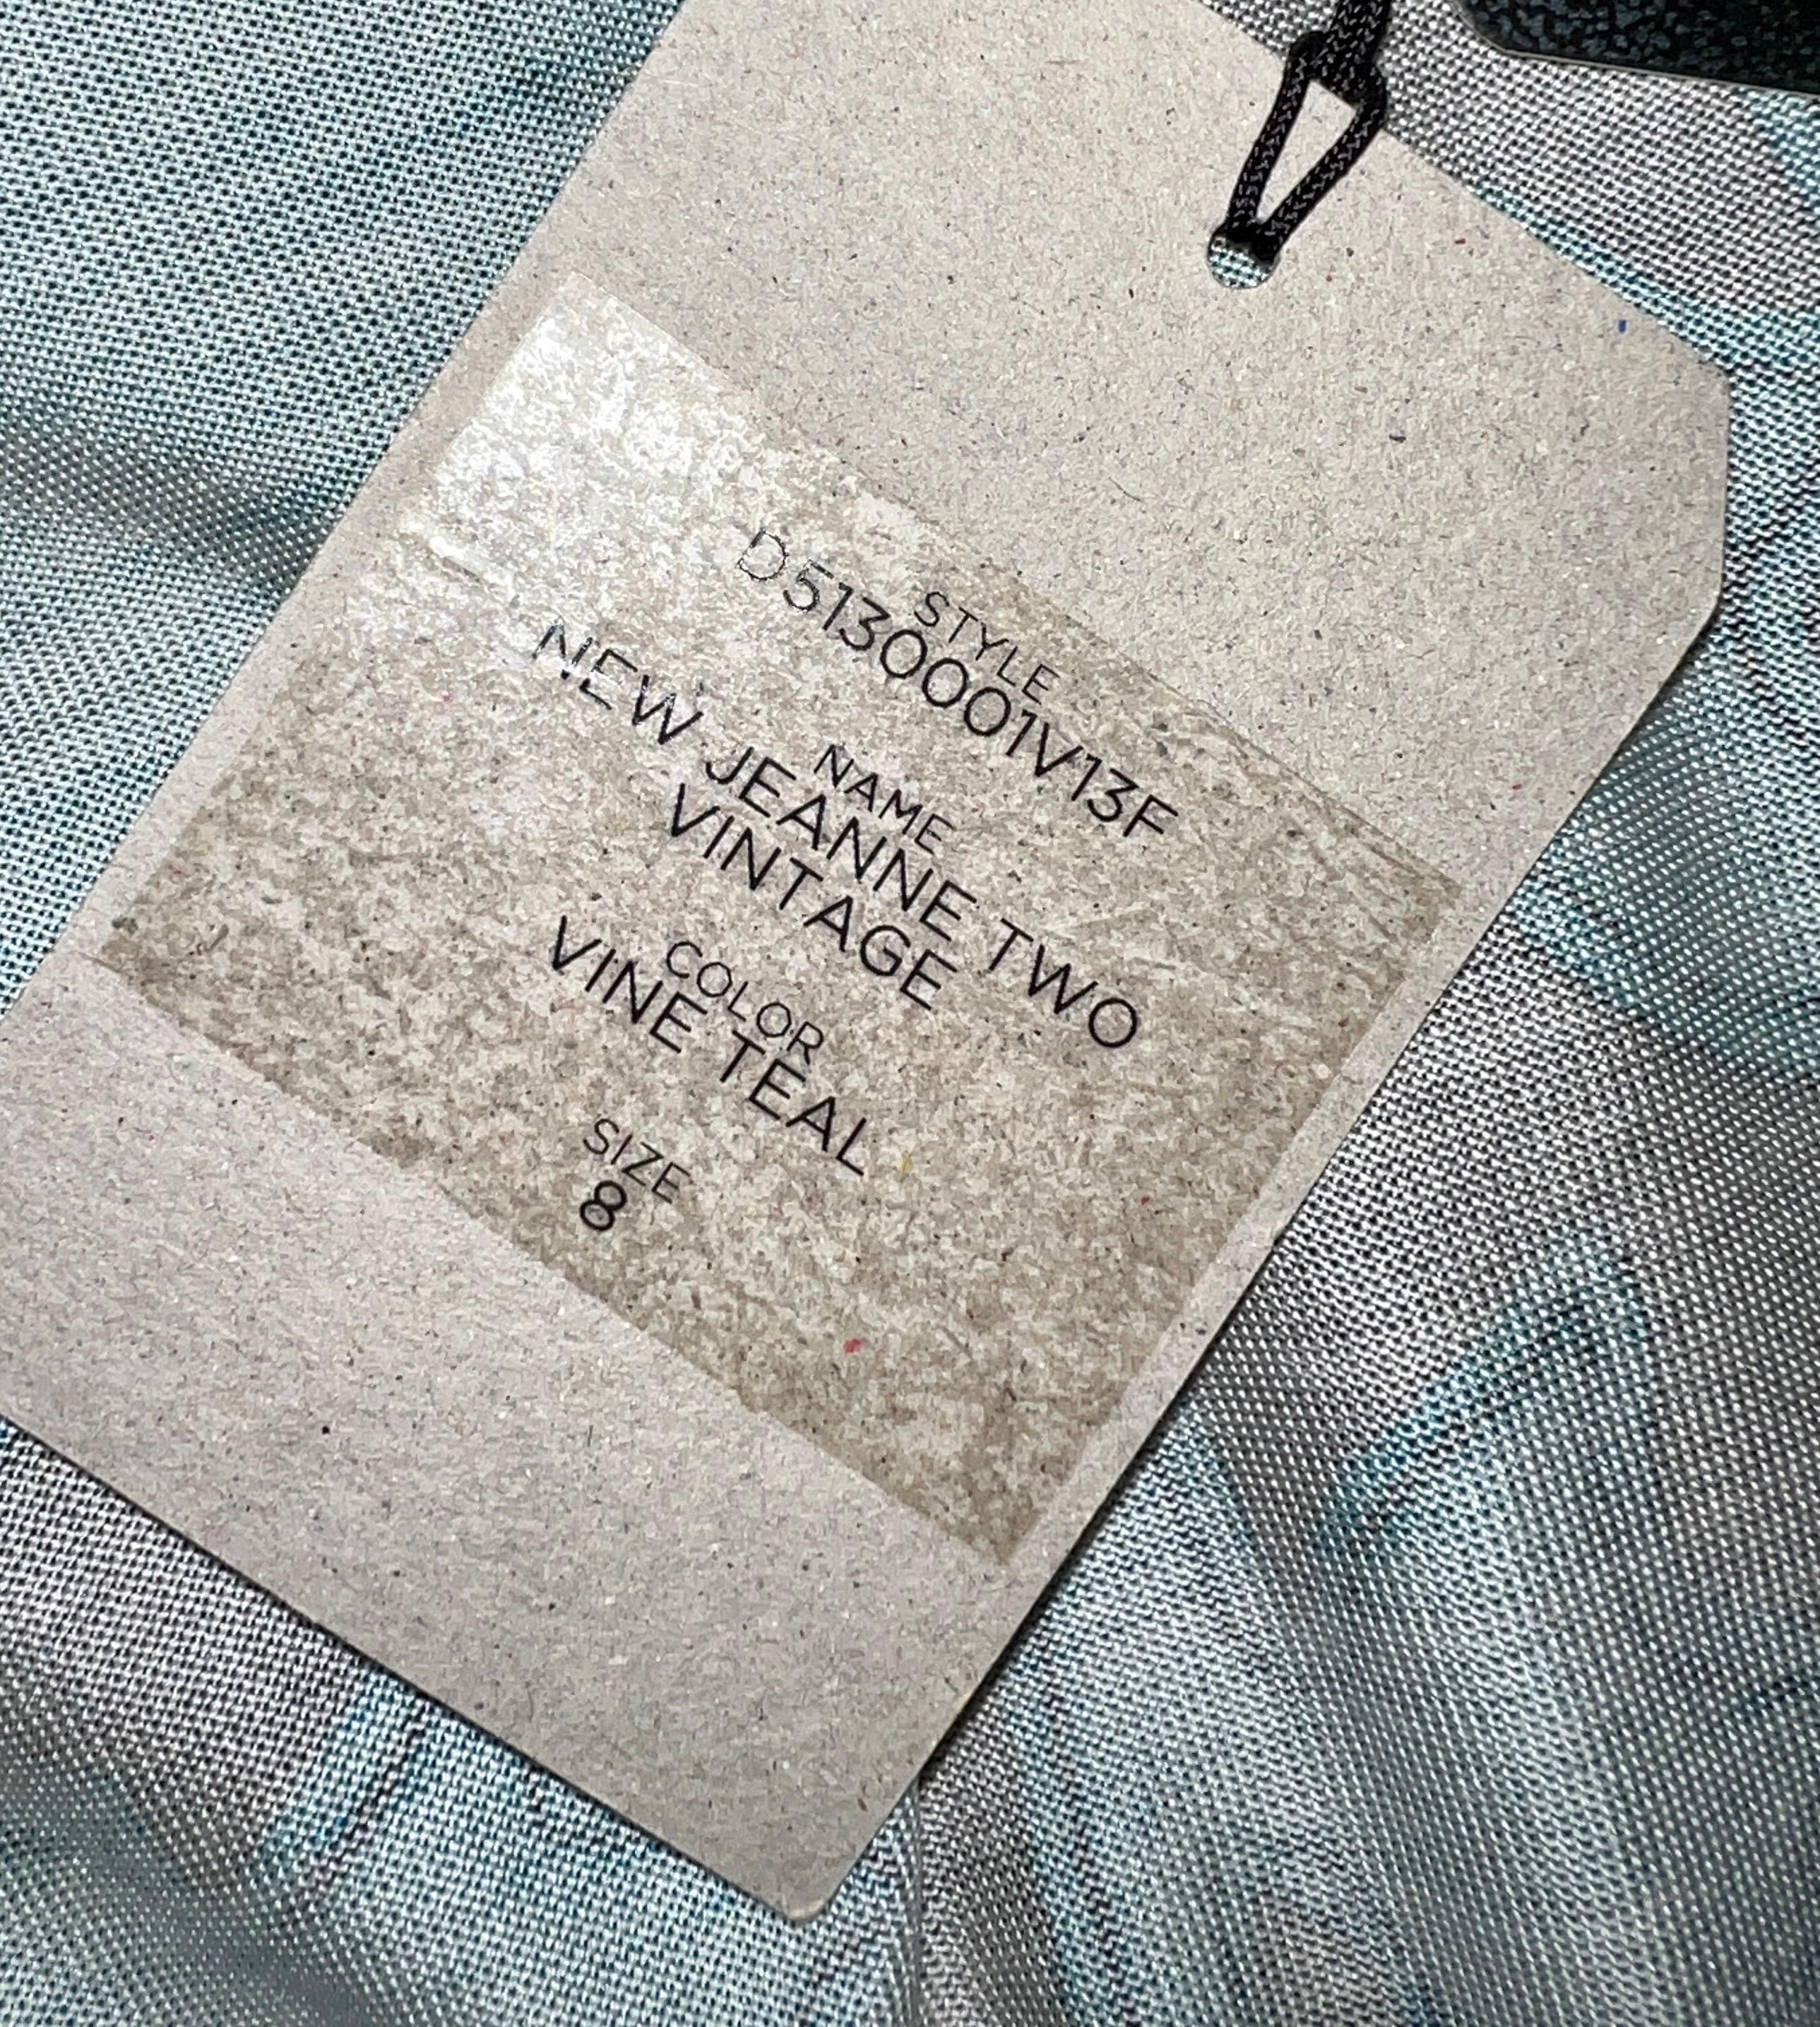 STYLE
D5130001V13F
NAME
NEW JEANNE TWO
VINTAGE
COLOR
VINE TEAL
SIZE
8